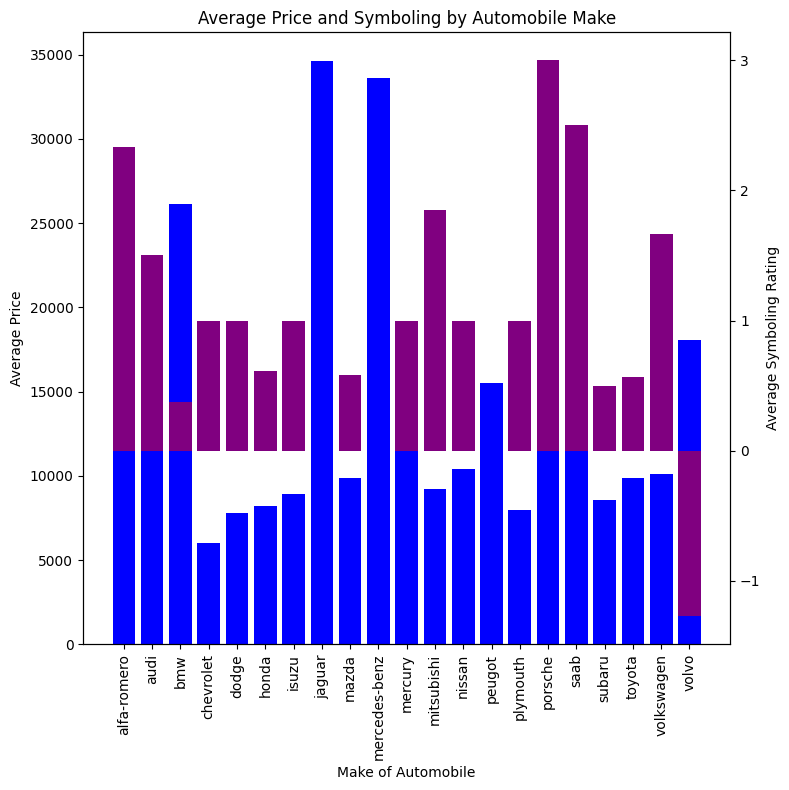 Average Price and Symboling by Automobile Make
Average Price
35000
30000
25000
20000
15000
10000
5000
0
3
2
1
0
−1
Average Symboling Rating
alfa-romero
audi
bmw
chevrolet
dodge
honda
isuzu
jaguar
mazda
mercedes-benz
mercury
mitsubishi
nissan
peugot
plymouth
porsche
saab
subaru
toyota
volkswagen
volvo
Make of Automobile